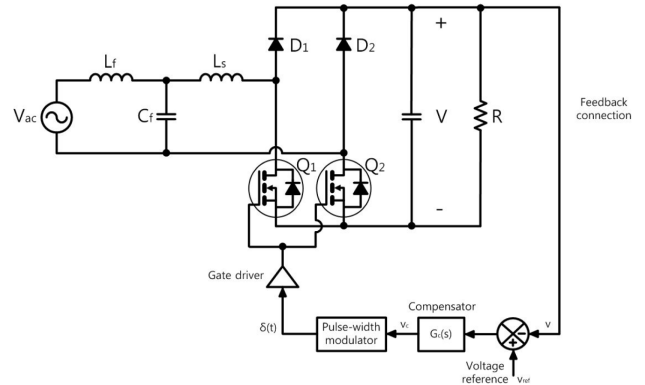 D1
D2
Lf
Ls
Vac
Cf
+
V
R
-
Feedback
connection
Q1
Q2
Gate driver
δ(t)
Pulse-width
modulator
vc
Compensator
Gc(s)
v
Voltage
reference
vref